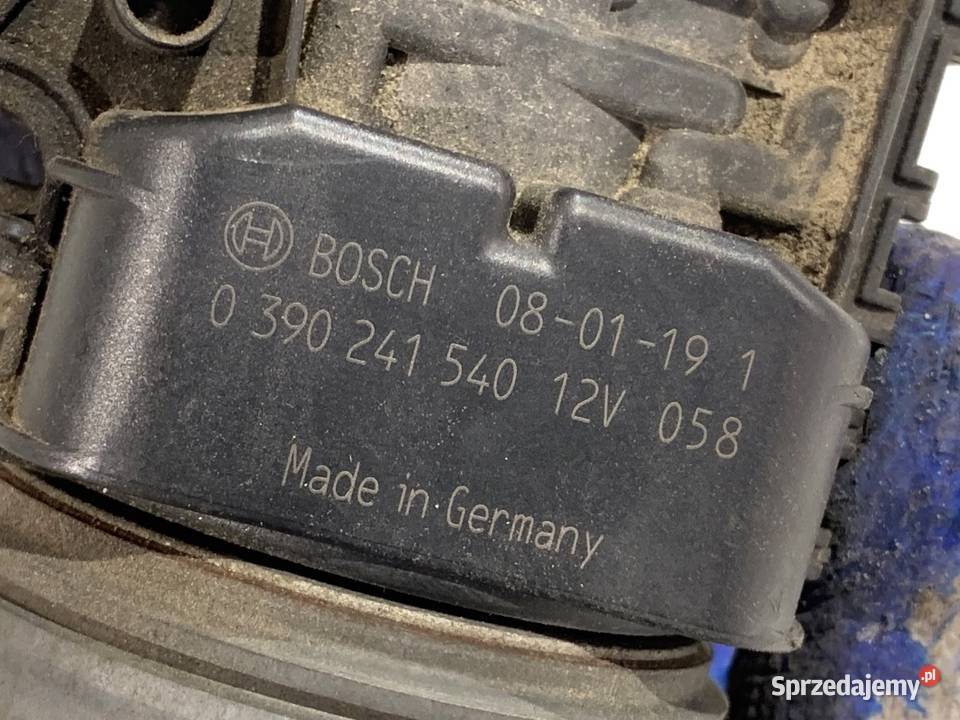 BOSCH 08-01-19 1
0 390 241 540 12V 058
Made in Germany
Sprzedajemy.pl